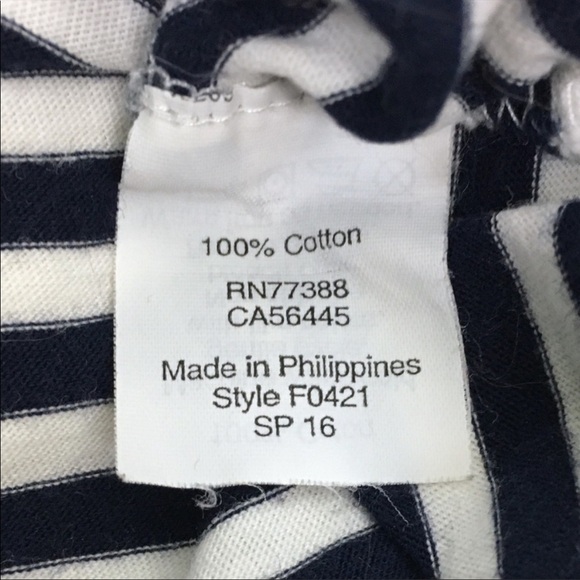 100% Cotton
RN77388
CA56445
Made in Philippines
Style F0421
SP 16